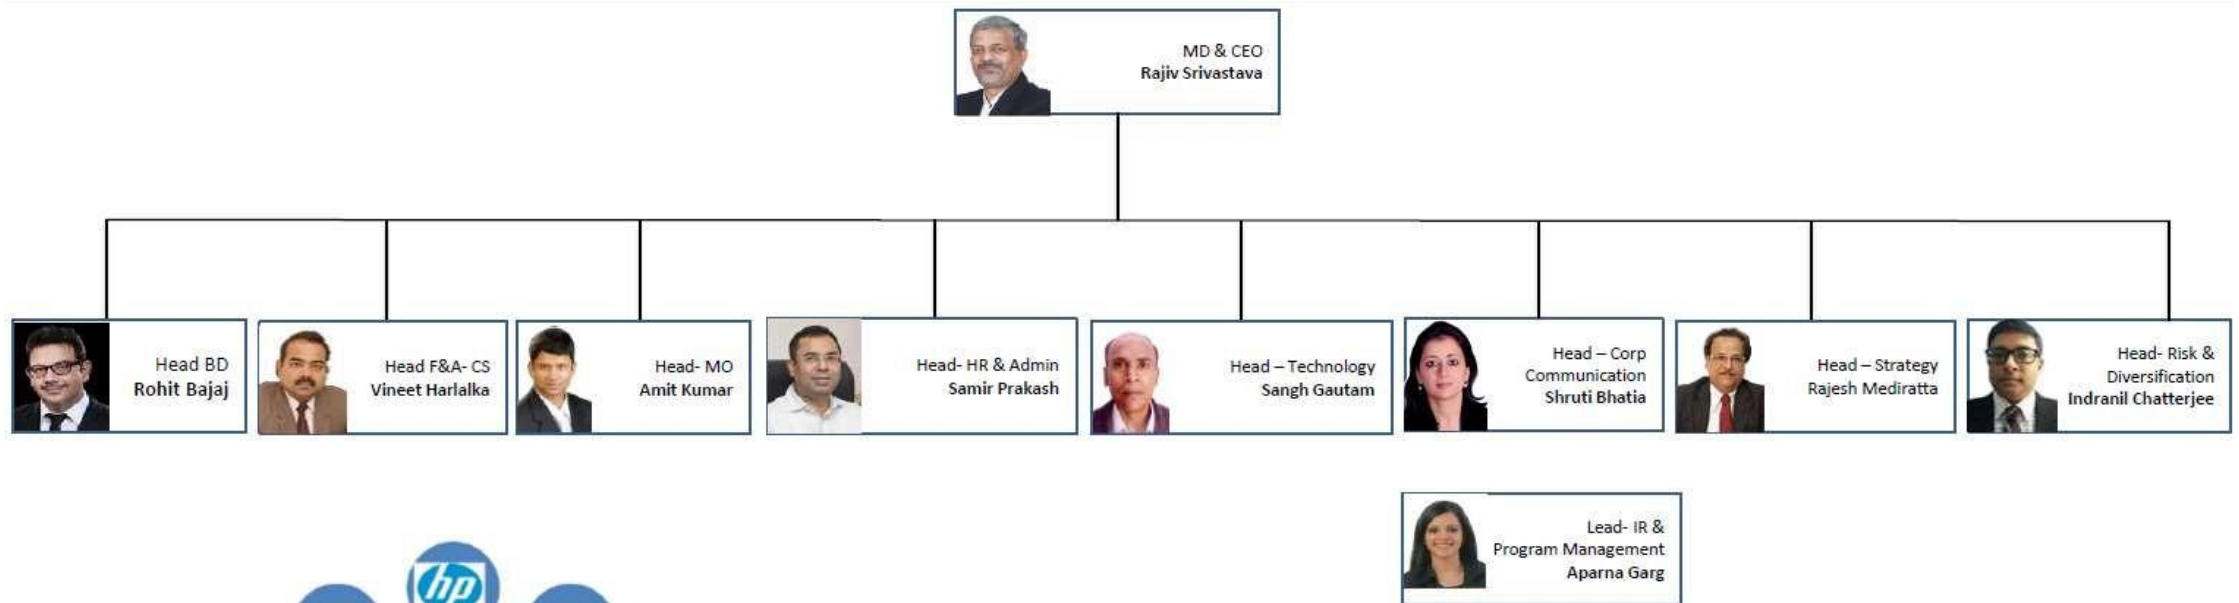 MD & CEO
Rajiv Srivastava
Head BD
Rohit Bajaj
Head F&A- CS
Vineet Harlalka
Head- MO
Amit Kumar
Head- HR & Admin
Samir Prakash
Head – Technology
Sangh Gautam
Head – Corp
Communication
Shruti Bhatia
Head – Strategy
Rajesh Mediratta
Head- Risk &
Diversification
Indranil Chatterjee
Lead- IR &
Program Management
Aparna Garg
hp